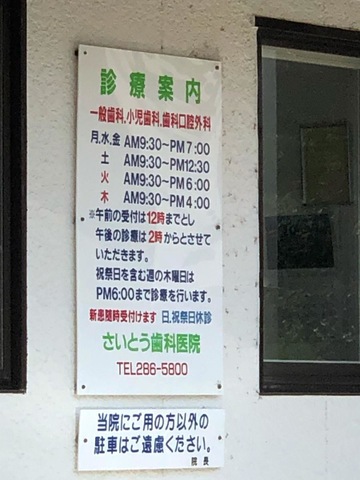 診療案内
一般歯科,小児歯科,歯科口腔外科
月,水,金 AM9:30～PM7:00
土 AM9:30～PM12:30
火 AM9:30～PM6:00
木 AM9:30～PM4:00
※午前の受付は12時までとし
午後の診療は2時からとさせて
いただきます。
祝祭日を含む週の木曜日は
PM6:00まで診療を行います。
新患随時受付けます 日,祝祭日休診
さいとう歯科医院
TEL286-5800
当院にご用の方以外の
駐車はご遠慮ください。
院長